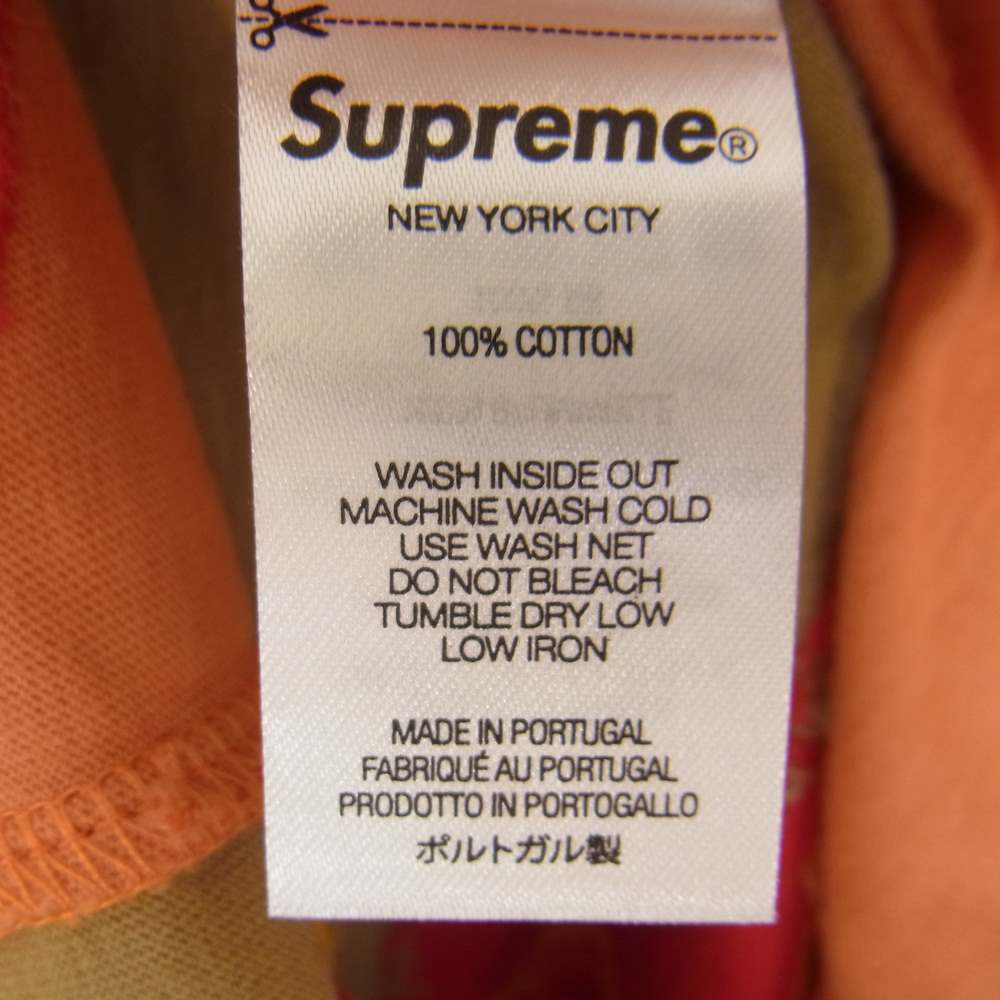 Supreme®
NEW YORK CITY
100% COTTON
WASH INSIDE OUT
MACHINE WASH COLD
USE WASH NET
DO NOT BLEACH
TUMBLE DRY LOW
LOW IRON
MADE IN PORTUGAL
FABRIQUÉ AU PORTUGAL
PRODOTTO IN PORTOGALLO
ポルトガル製